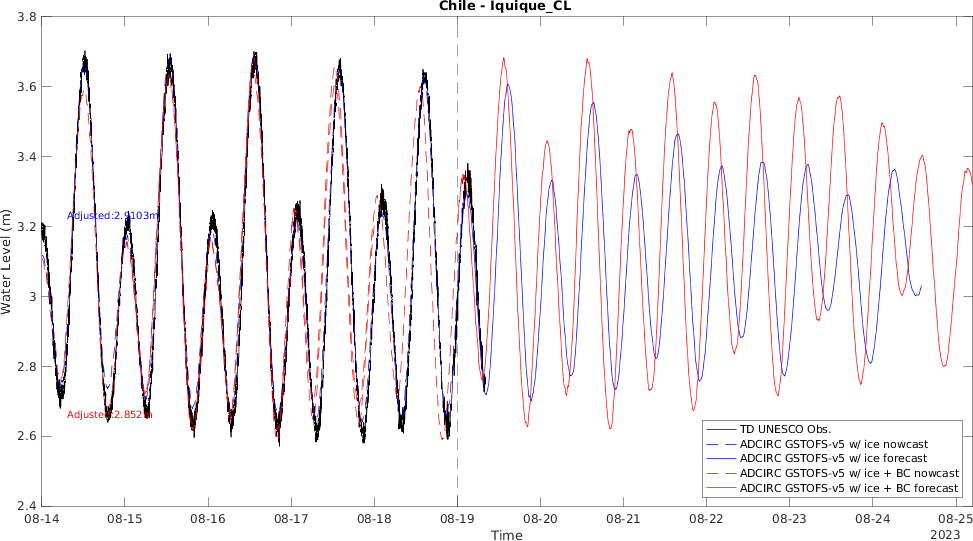 Chile - Iquique_CL
3.8
3.6
3.4
3.2
3
2.8
2.6
2.4
Water Level (m)
Adjusted:2.9103m
Adjusted:2.852m
TD UNESCO Obs.
ADCIRC GSTOFS-v5 w/ ice nowcast
ADCIRC GSTOFS-v5 w/ ice forecast
ADCIRC GSTOFS-v5 w/ ice + BC nowcast
ADCIRC GSTOFS-v5 w/ ice + BC forecast
08-14 08-15 08-16 08-17 08-18 08-19 08-20 08-21 08-22 08-23 08-24 08-25
Time
2023